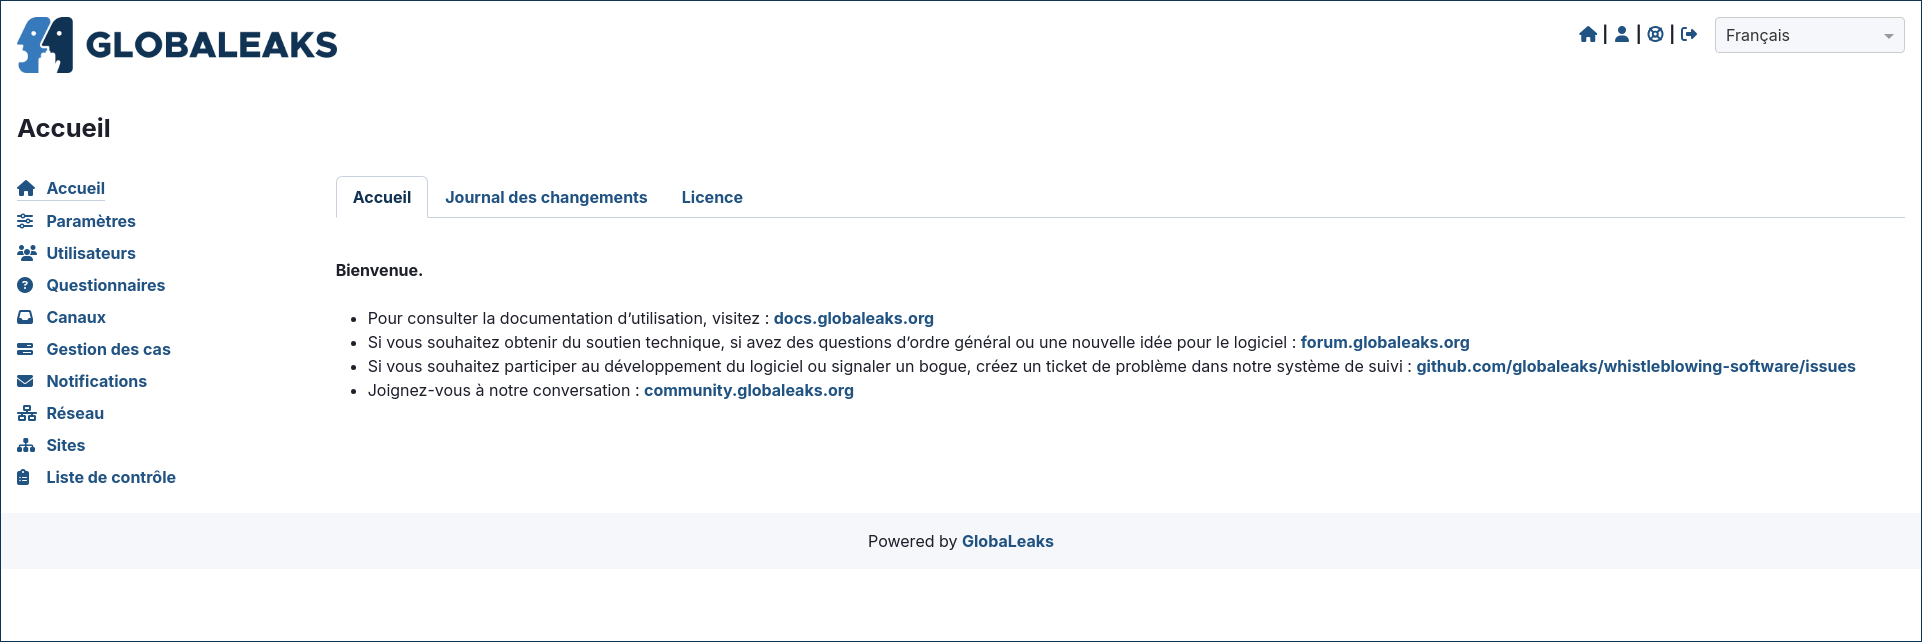 GLOBALEAKS
Français
Accueil
Accueil
Paramètres
Utilisateurs
Questionnaires
Canaux
Gestion des cas
Notifications
Réseau
Sites
Liste de contrôle
Accueil
Journal des changements
Licence
Bienvenue.
Pour consulter la documentation d’utilisation, visitez : docs.globaleaks.org
Si vous souhaitez obtenir du soutien technique, si avez des questions d’ordre général ou une nouvelle idée pour le logiciel : forum.globaleaks.org
Si vous souhaitez participer au développement du logiciel ou signaler un bogue, créez un ticket de problème dans notre système de suivi : github.com/globaleaks/whistleblowing-software/issues
Joignez-vous à notre conversation : community.globaleaks.org
Powered by GlobaLeaks